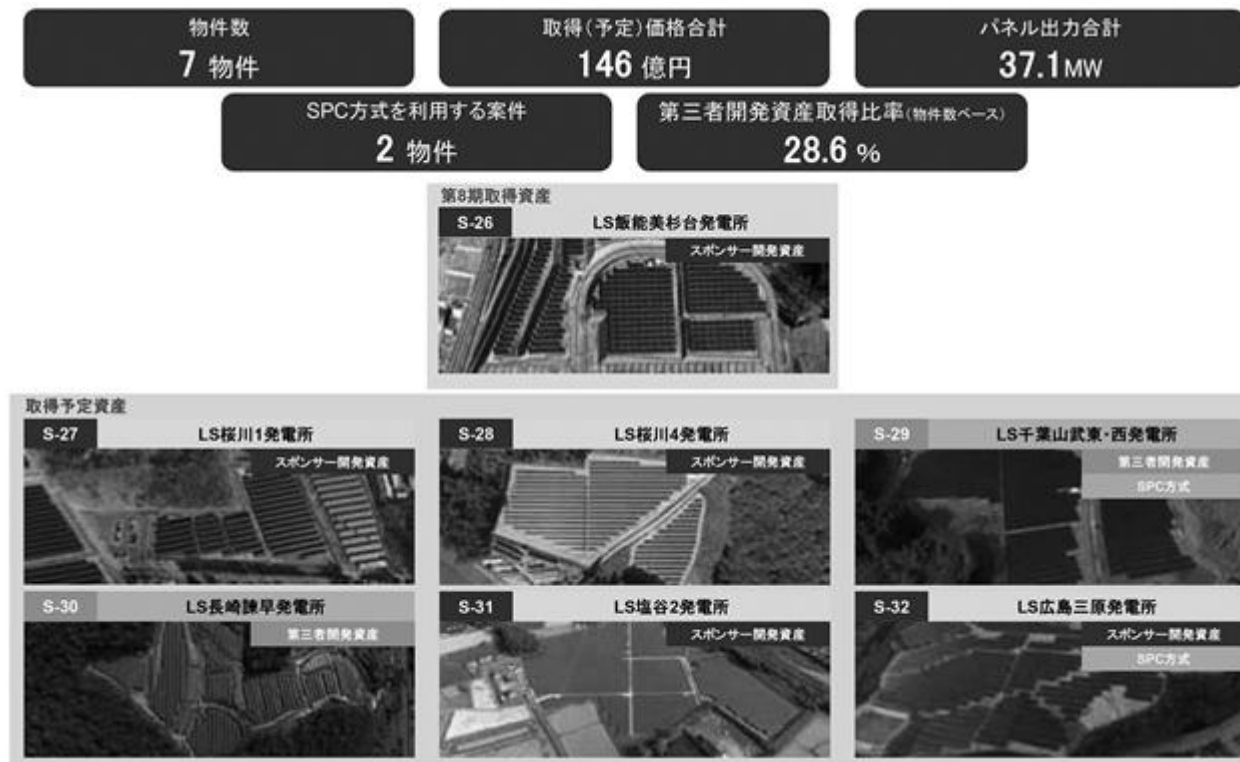 物件数
7 物件
取得(予定)価格合計
146 億円
パネル出力合計
37.1MW
SPC方式を利用する案件
2 物件
第三者開発資産取得比率(物件数ベース)
28.6 %
第8期取得資産
S-26 LS飯能美杉台発電所
スポンサー開発資産
取得予定資産
S-27 LS桜川1発電所
スポンサー開発資産
S-28 LS桜川4発電所
スポンサー開発資産
S-29 LS千葉山武東・西発電所
第三者開発資産
SPC方式
S-30 LS長崎諫早発電所
第三者開発資産
S-31 LS塩谷2発電所
スポンサー開発資産
S-32 LS広島三原発電所
スポンサー開発資産
SPC方式